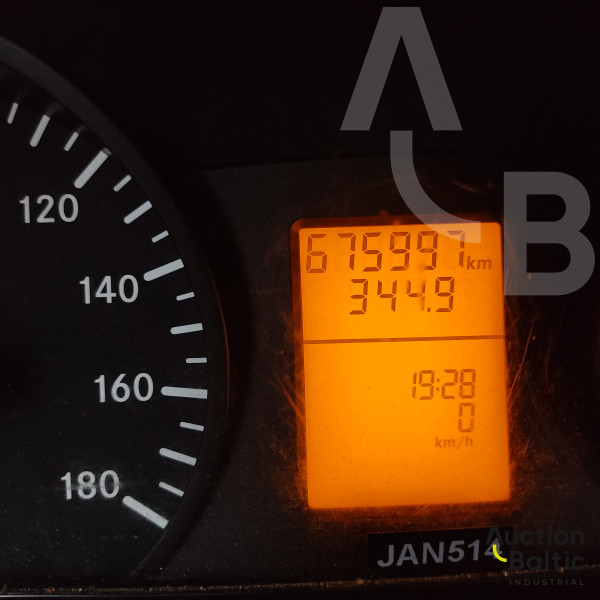 A
B
120
140
160
180
675997 km
344.9
19:28
0
km/h
JAN514
Auction
Baltic
INDUSTRIAL